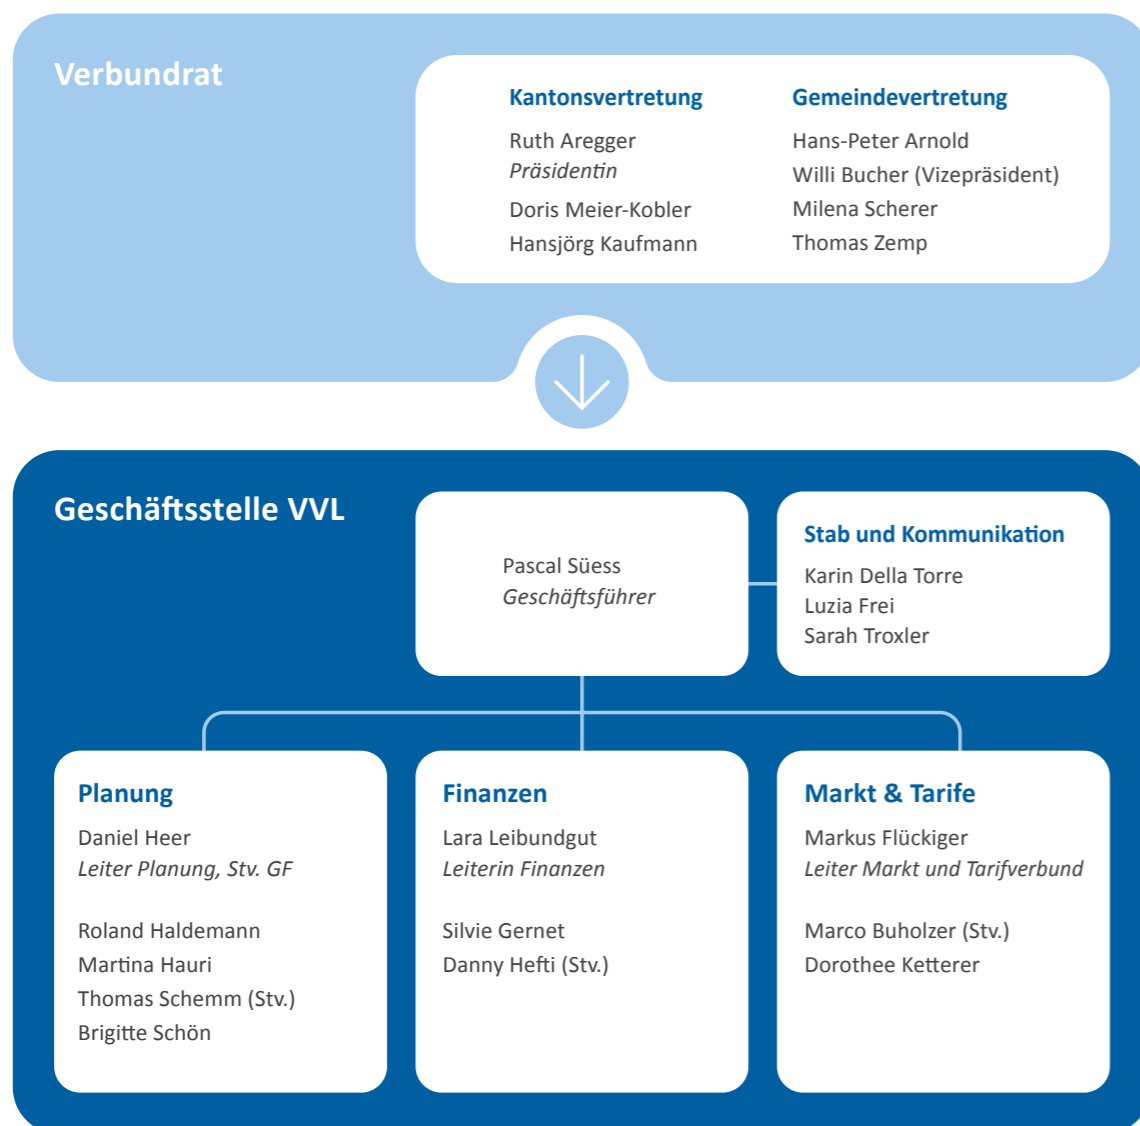 Verbundrat
Kantonsvertretung
Ruth Aregger
Präsidentin
Doris Meier-Kobler
Hansjörg Kaufmann
Gemeindevertretung
Hans-Peter Arnold
Willi Bucher (Vizepräsident)
Milena Scherer
Thomas Zemp
Geschäftsstelle VVL
Pascal Süess
Geschäftsführer
Stab und Kommunikation
Karin Della Torre
Luzia Frei
Sarah Troxler
Planung
Daniel Heer
Leiter Planung, Stv. GF
Roland Haldemann
Martina Hauri
Thomas Schemm (Stv.)
Brigitte Schön
Finanzen
Lara Leibundgut
Leiterin Finanzen
Silvie Gernet
Danny Hefti (Stv.)
Markt & Tarife
Markus Flückiger
Leiter Markt und Tarifverbund
Marco Buholzer (Stv.)
Dorothee Ketterer